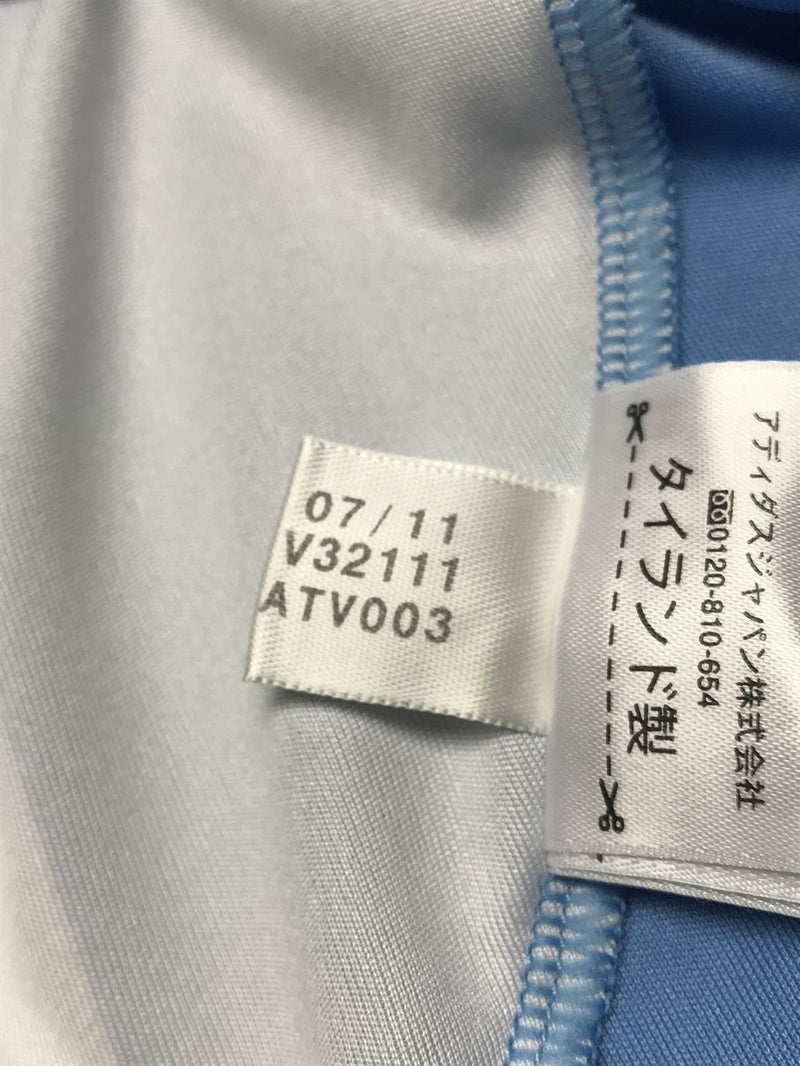 07/11
V32111
ATV003
アディダスジャパン株式会社
0120-810-654
タイランド製